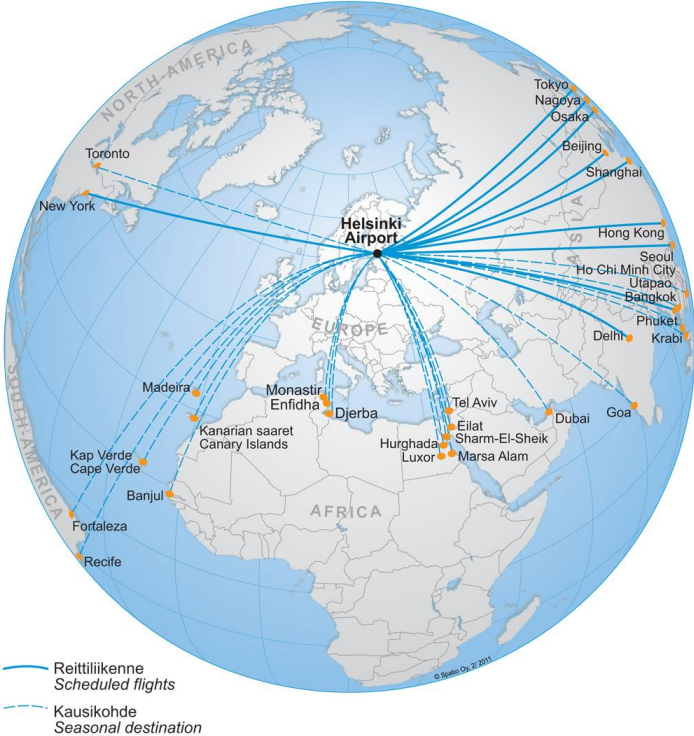 NORTH-AMERICA
Tokyo
Nagoya
Osaka
Beijing
Shanghai
Toronto
New York
Helsinki
Airport
ASIA
Hong Kong
Seoul
Ho Chi Minh City
Utapao
Bangkok
Phuket
Krabi
Delhi
EUROPE
SOUTH-AMERICA
Madeira
Monastir
Enfidha
Djerba
Tel Aviv
Dubai
Goa
Kanarian saaret
Canary Islands
Eilat
Sharm-El-Sheik
Hurghada
Luxor
Marsa Alam
Kap Verde
Cape Verde
Banjul
AFRICA
Fortaleza
Recife
Reittiliikenne
Scheduled flights
Kausikohde
Seasonal destination
© Spatio Oy, 2/ 2011